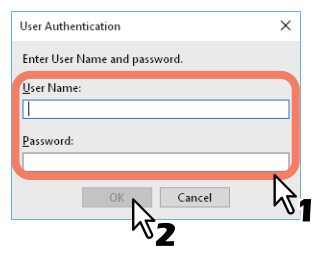 User Authentication
Enter User Name and password.
User Name:
Password:
OK
Cancel
1
2